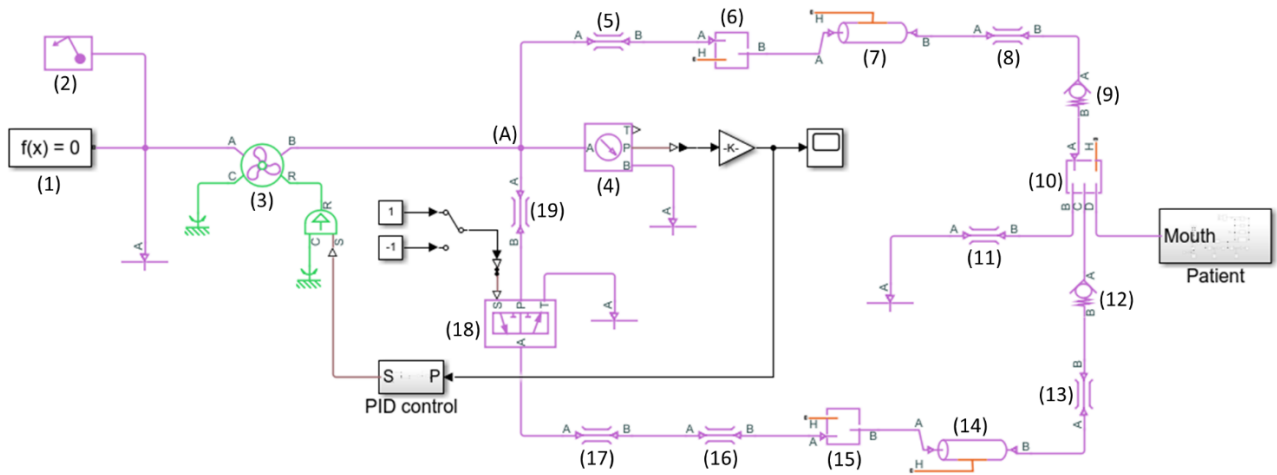 (5)
(6)
H
A
B
A
B
H
A
B
(7)
A
B
(8)
(2)
A
B
(9)
f(x) = 0
(1)
A
B
C
R
(3)
(A)
A
T
P
B
(4)
-K-
A
H
(10)
B
C
D
R
C
S
A
A
B
(19)
1
-1
A
A
B
(11)
A
Mouth
Patient
A
B
(12)
S
P
T
(18)
A
A
S
P
PID control
B
(13)
A
A
B
(17)
A
B
(16)
H
A
B
(15)
A
B
H
(14)